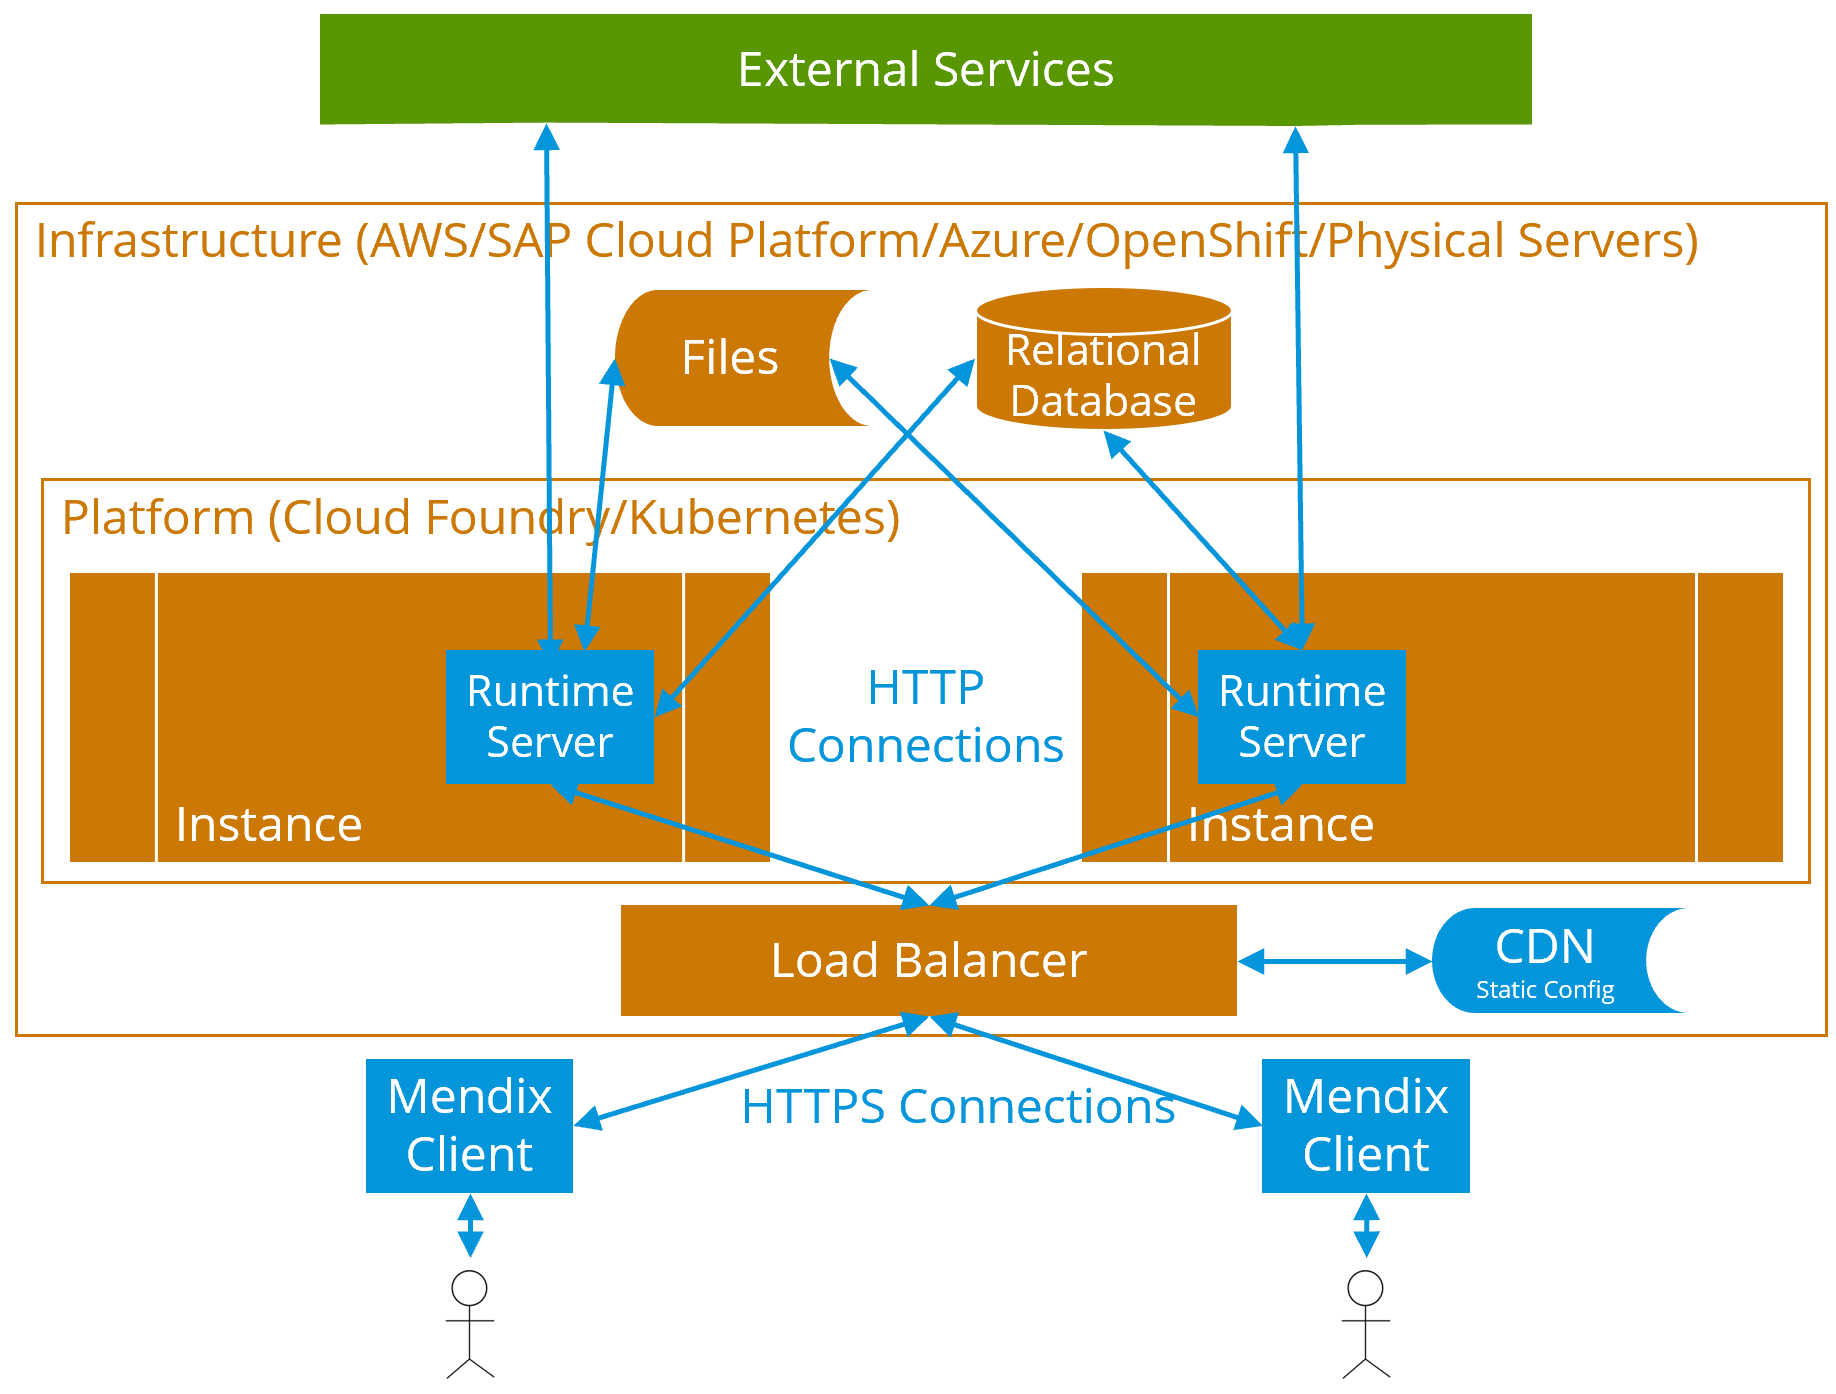 External Services
Infrastructure (AWS/SAP Cloud Platform/Azure/OpenShift/Physical Servers)
Files
Relational
Database
Platform (Cloud Foundry/Kubernetes)
Runtime
Server
Instance
HTTP
Connections
Runtime
Server
Instance
Load Balancer
CDN
Static Config
Mendix
Client
HTTPS Connections
Mendix
Client